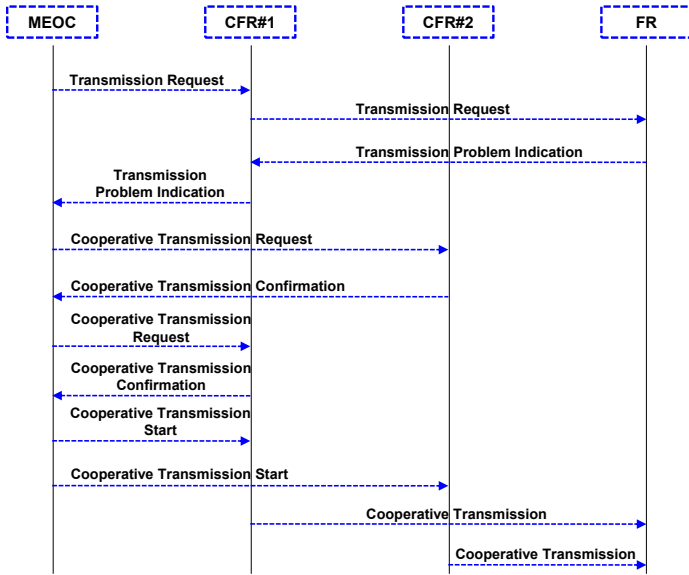 MEOC CFR#1 CFR#2 FR
Transmission Request
Transmission Request
Transmission Problem Indication
Transmission
Problem Indication
Cooperative Transmission Request
Cooperative Transmission Confirmation
Cooperative Transmission
Request
Cooperative Transmission
Confirmation
Cooperative Transmission
Start
Cooperative Transmission Start
Cooperative Transmission
Cooperative Transmission